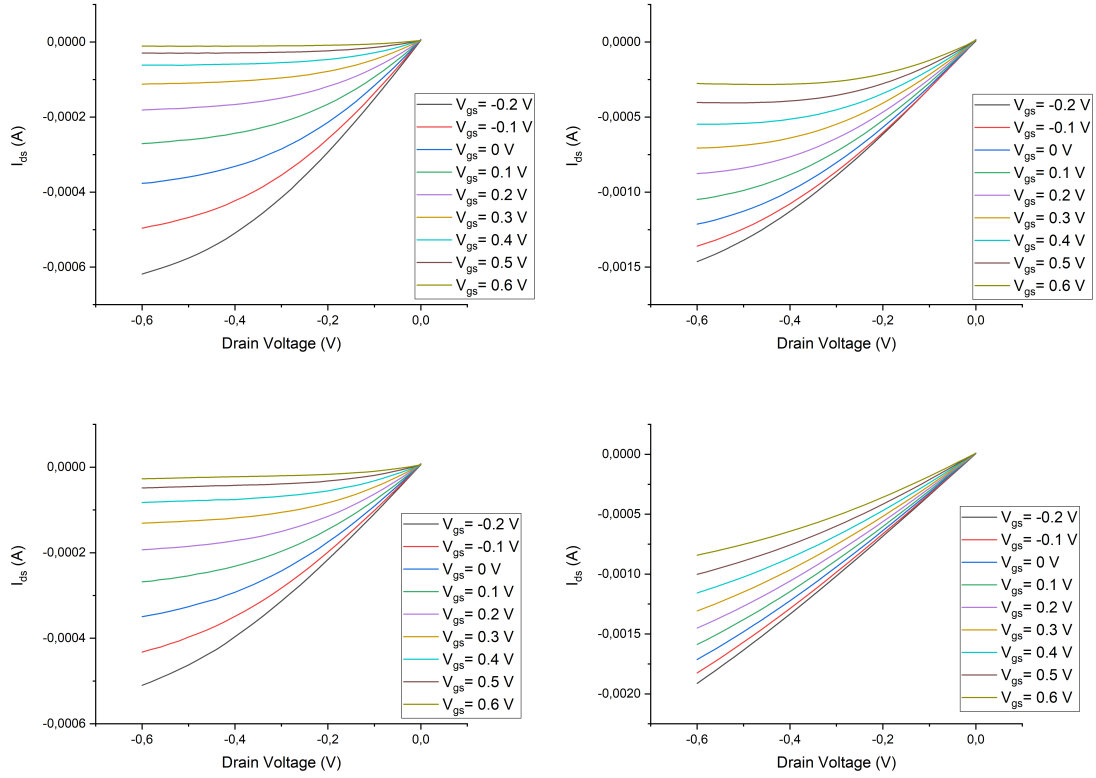 0,0000
-0,0002
-0,0004
-0,0006
I_ds (A)
-0,6
-0,4
-0,2
0,0
Drain Voltage (V)
V_gs= -0.2 V
V_gs= -0.1 V
V_gs= 0 V
V_gs= 0.1 V
V_gs= 0.2 V
V_gs= 0.3 V
V_gs= 0.4 V
V_gs= 0.5 V
V_gs= 0.6 V
0,0000
-0,0005
-0,0010
-0,0015
I_ds (A)
-0,6
-0,4
-0,2
0,0
Drain Voltage (V)
V_gs= -0.2 V
V_gs= -0.1 V
V_gs= 0 V
V_gs= 0.1 V
V_gs= 0.2 V
V_gs= 0.3 V
V_gs= 0.4 V
V_gs= 0.5 V
V_gs= 0.6 V
0,0000
-0,0002
-0,0004
-0,0006
I_ds (A)
-0,6
-0,4
-0,2
0,0
Drain Voltage (V)
V_gs= -0.2 V
V_gs= -0.1 V
V_gs= 0 V
V_gs= 0.1 V
V_gs= 0.2 V
V_gs= 0.3 V
V_gs= 0.4 V
V_gs= 0.5 V
V_gs= 0.6 V
0,0000
-0,0005
-0,0010
-0,0015
-0,0020
I_ds (A)
-0,6
-0,4
-0,2
0,0
Drain Voltage (V)
V_gs= -0.2 V
V_gs= -0.1 V
V_gs= 0 V
V_gs= 0.1 V
V_gs= 0.2 V
V_gs= 0.3 V
V_gs= 0.4 V
V_gs= 0.5 V
V_gs= 0.6 V